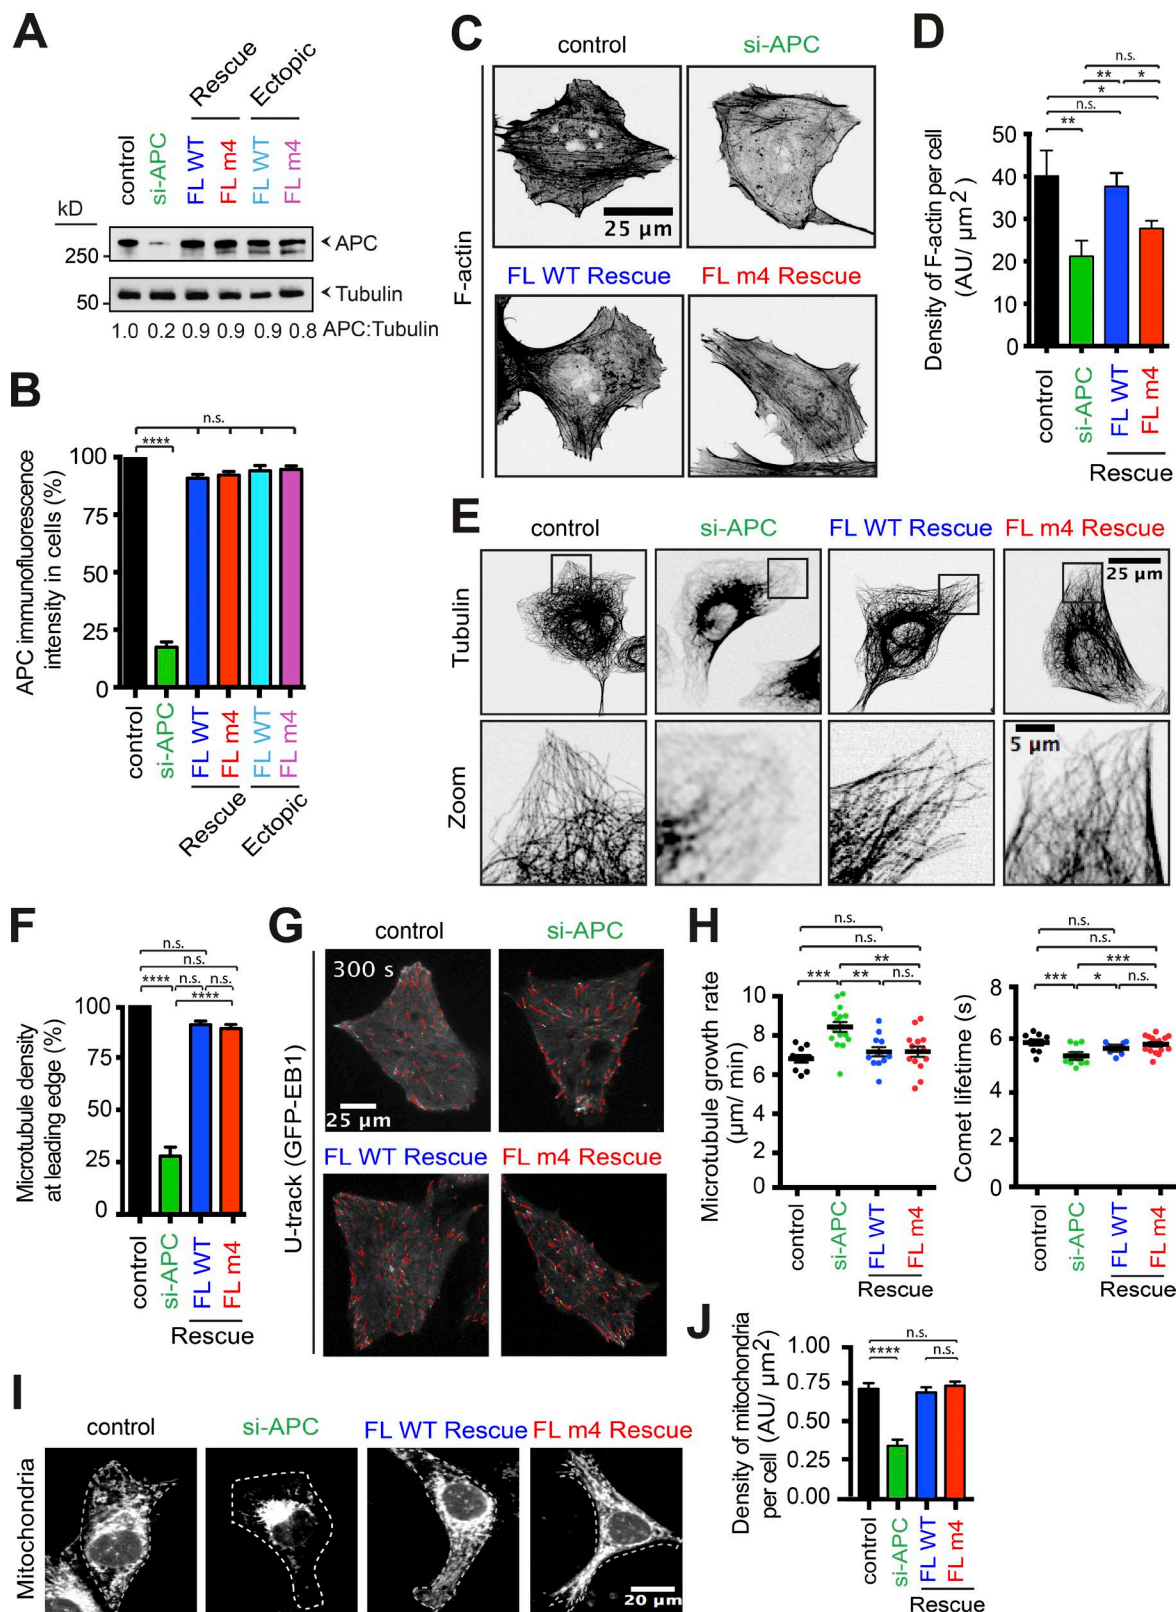 A
Rescue
Ectopic
control
si-APC
FL WT
FL m4
FL WT
FL m4
kD
250
APC
50
Tubulin
1.0 0.2 0.9 0.9 0.9 0.8 APC:Tubulin
B
n.s.
****
100
75
50
25
0
APC immunofluorescence
intensity in cells (%)
control
si-APC
FL WT
FL m4
FL WT
FL m4
Rescue
Ectopic
C
control
si-APC
25 μm
FL WT Rescue
FL m4 Rescue
F-actin
D
n.s.
** *
*
n.s.
**
50
40
30
20
10
0
Density of F-actin per cell
(AU/ μm2)
control
si-APC
FL WT
FL m4
Rescue
E
control
si-APC
FL WT Rescue
FL m4 Rescue
25 μm
Tubulin
5 μm
Zoom
F
n.s.
n.s.
**** n.s. n.s.
****
100
75
50
25
0
Microtubule density
at leading edge (%)
control
si-APC
FL WT
FL m4
Rescue
G
control
si-APC
300 s
25 μm
FL WT Rescue
FL m4 Rescue
U-track (GFP-EB1)
H
n.s.
n.s.
**
*** ** n.s.
10
8
6
4
2
0
Microtubule growth rate
(μm/ min)
control
si-APC
FL WT
FL m4
Rescue
n.s.
n.s.
***
*** * n.s.
8
6
4
2
0
Comet lifetime (s)
control
si-APC
FL WT
FL m4
Rescue
I
control
si-APC
FL WT Rescue
FL m4 Rescue
Mitochondria
20 μm
J
n.s.
**** n.s.
1.00
0.75
0.50
0.25
0.00
Density of mitochondria
per cell (AU/ μm2)
control
si-APC
FL WT
FL m4
Rescue